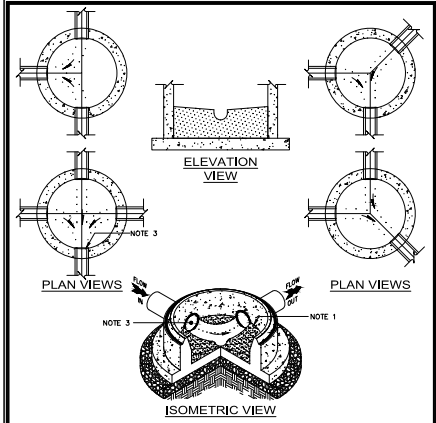 ELEVATION
VIEW
NOTE 3
PLAN VIEWS
PLAN VIEWS
FLOW
IN
FLOW
OUT
NOTE 3
NOTE 1
ISOMETRIC VIEW